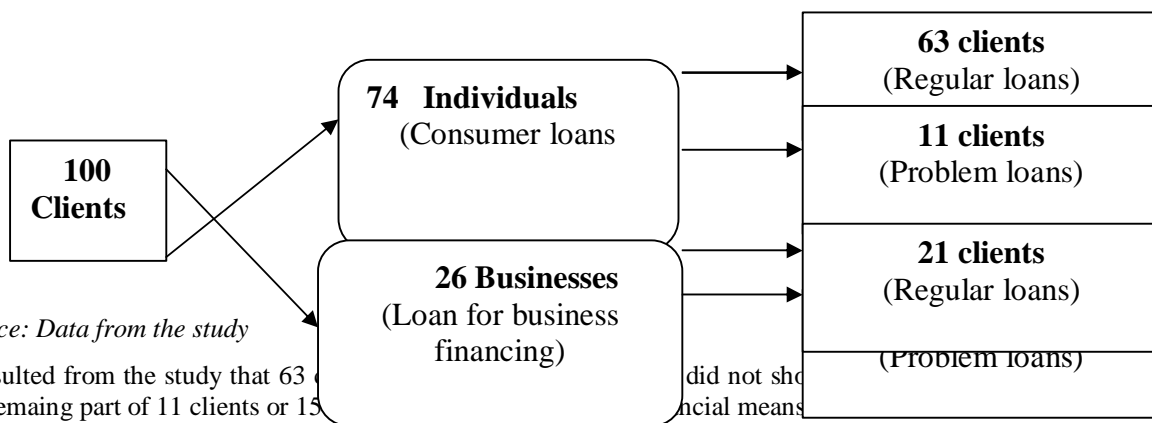 100
Clients
74 Individuals
(Consumer loans
26 Businesses
(Loan for business
financing)
63 clients
(Regular loans)
11 clients
(Problem loans)
21 clients
(Regular loans)
(Problem loans)
ce: Data from the study
sulted from the study that 63 did not sho
emaing part of 11 clients or 15 ncial means